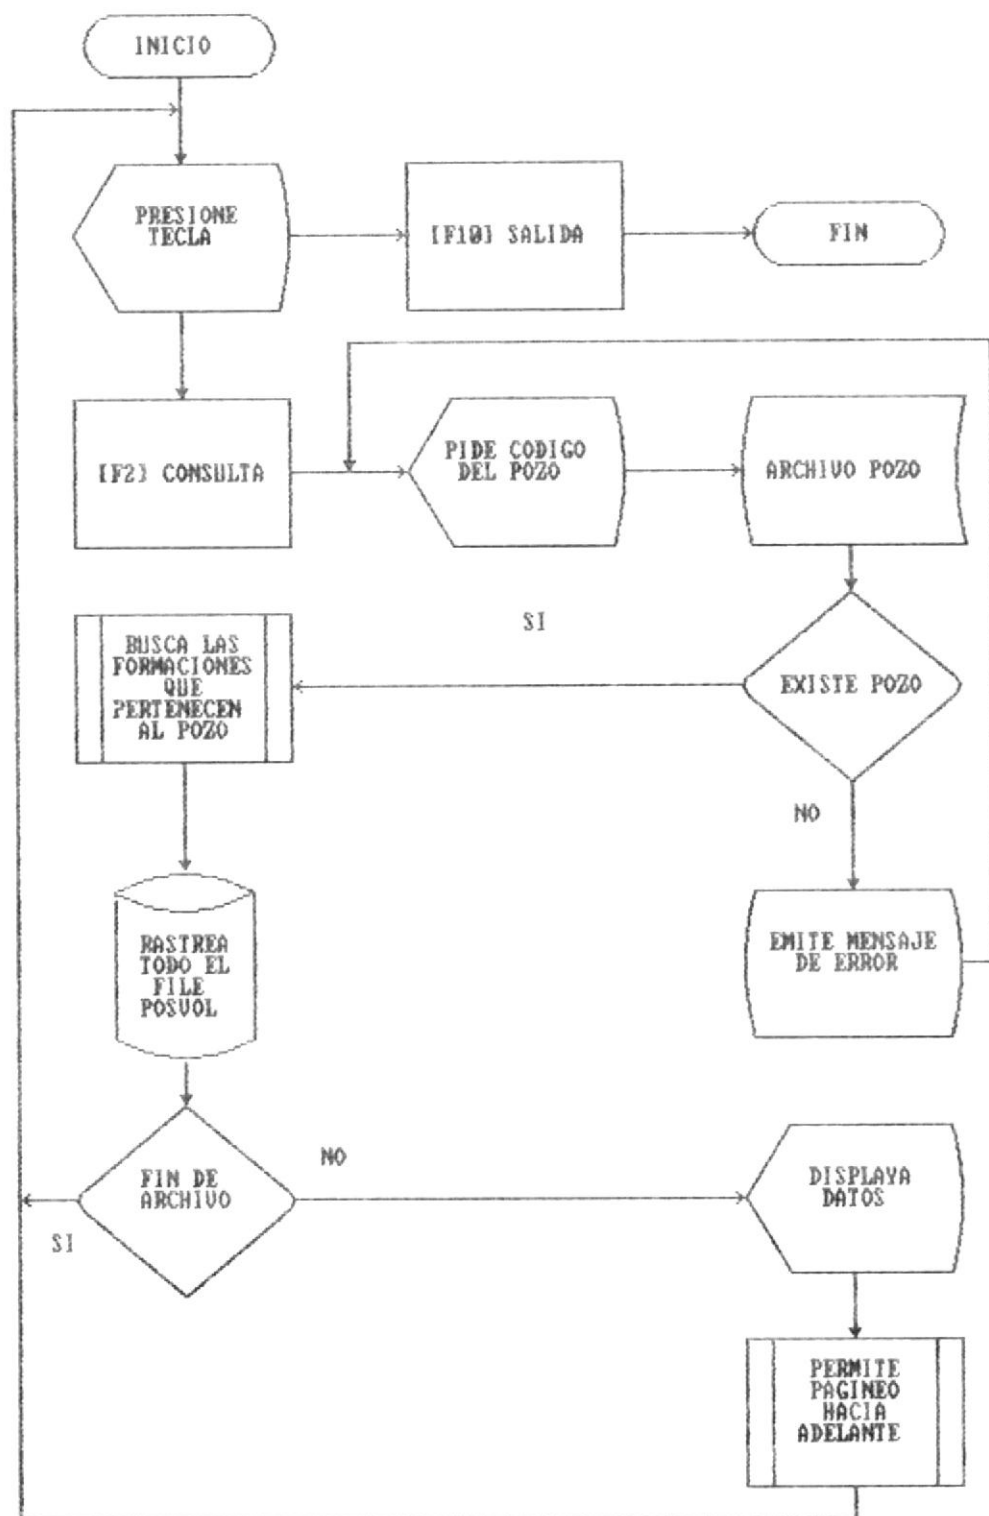 INICIO
PRESIONE
TECLA
[F10] SALIDA
FIN
[F2] CONSULTA
PIDE CODIGO
DEL POZO
ARCHIVO POZO
SI
BUSCA LAS
FORMACIONES
QUE
PERTENECEN
AL POZO
EXISTE POZO
NO
RASTREA
TODO EL
FILE
POSVOL
EMITE MENSAJE
DE ERROR
FIN DE
ARCHIVO
NO
SI
DISPLAYA
DATOS
PERMITE
PAGINEO
HACIA
ADELANTE